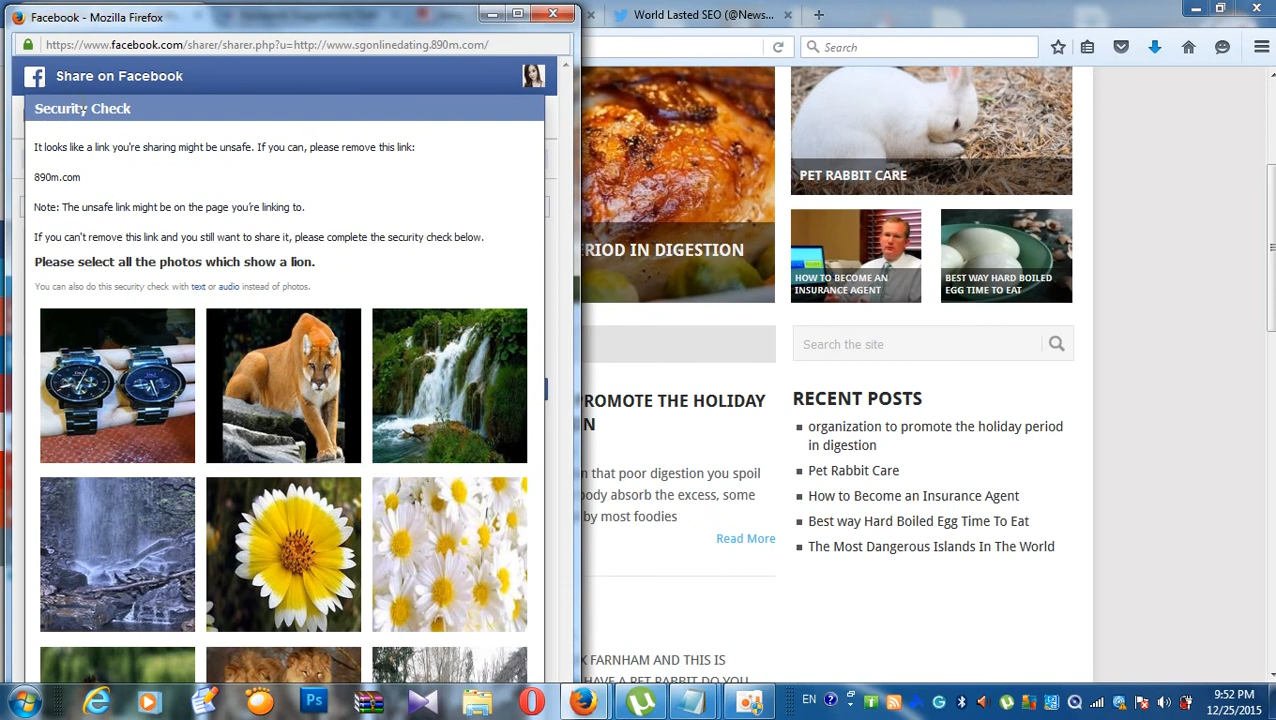 Facebook - Mozilla Firefox
World Lasted SEO (@News...
https://www.facebook.com/sharer/sharer.php?u=http://www.sgonlinedating.890m.com/
Search
Share on Facebook
Security Check
It looks like a link you're sharing might be unsafe. If you can, please remove this link:
890m.com
Note: The unsafe link might be on the page you're linking to.
If you can't remove this link and you still want to share it, please complete the security check below.
Please select all the photos which show a lion.
You can also do this security check with text or audio instead of photos.
ERIOD IN DIGESTION
PET RABBIT CARE
HOW TO BECOME AN
INSURANCE AGENT
BEST WAY HARD BOILED
EGG TIME TO EAT
Search the site
PROMOTE THE HOLIDAY
N
that poor digestion you spoil
body absorb the excess, some
by most foodies
Read More
RECENT POSTS
organization to promote the holiday period
in digestion
Pet Rabbit Care
How to Become an Insurance Agent
Best way Hard Boiled Egg Time To Eat
The Most Dangerous Islands In The World
X FARNHAM AND THIS IS
HAVE A PET RABBIT DO YOU
Ps
EN
9:52 PM
12/25/2015